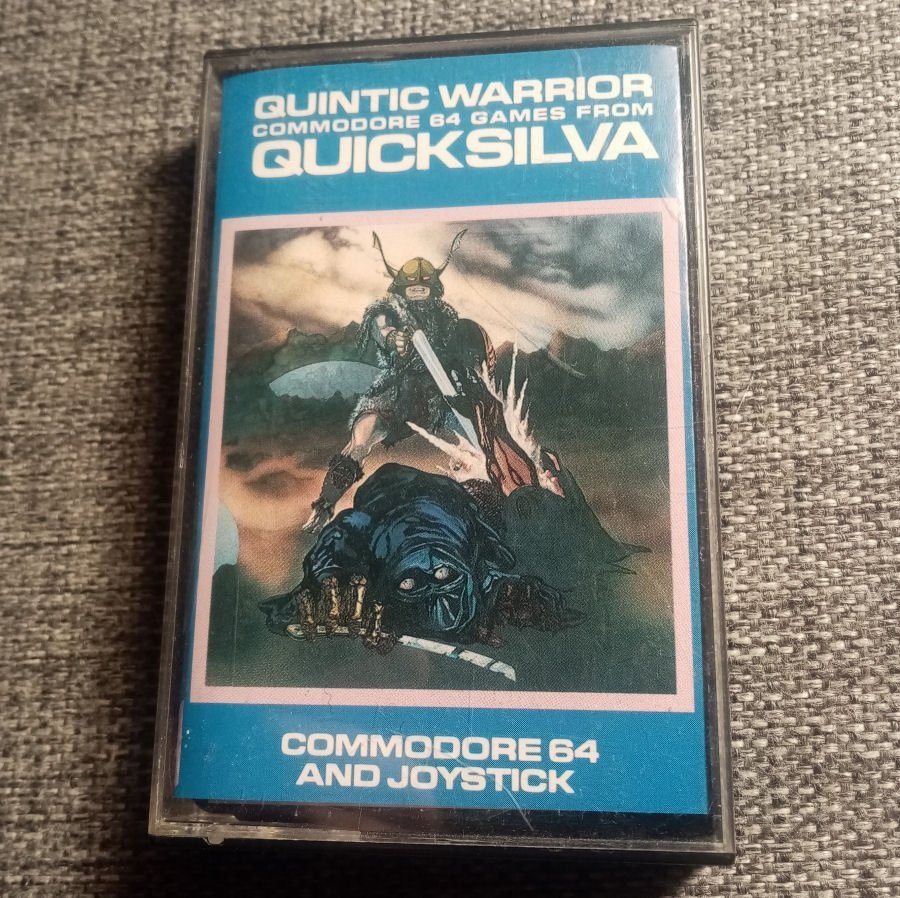 QUINTIC WARRIOR
COMMODORE 64 GAMES FROM
QUICKSILVA
COMMODORE 64
AND JOYSTICK